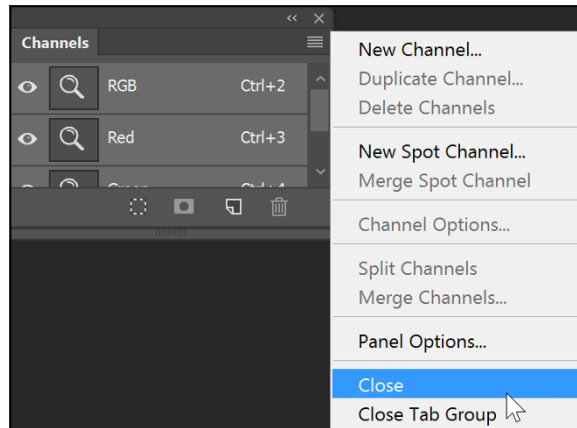 Channels
RGB Ctrl+2
Red Ctrl+3
New Channel...
Duplicate Channel...
Delete Channels
New Spot Channel...
Merge Spot Channel
Channel Options...
Split Channels
Merge Channels...
Panel Options...
Close
Close Tab Group